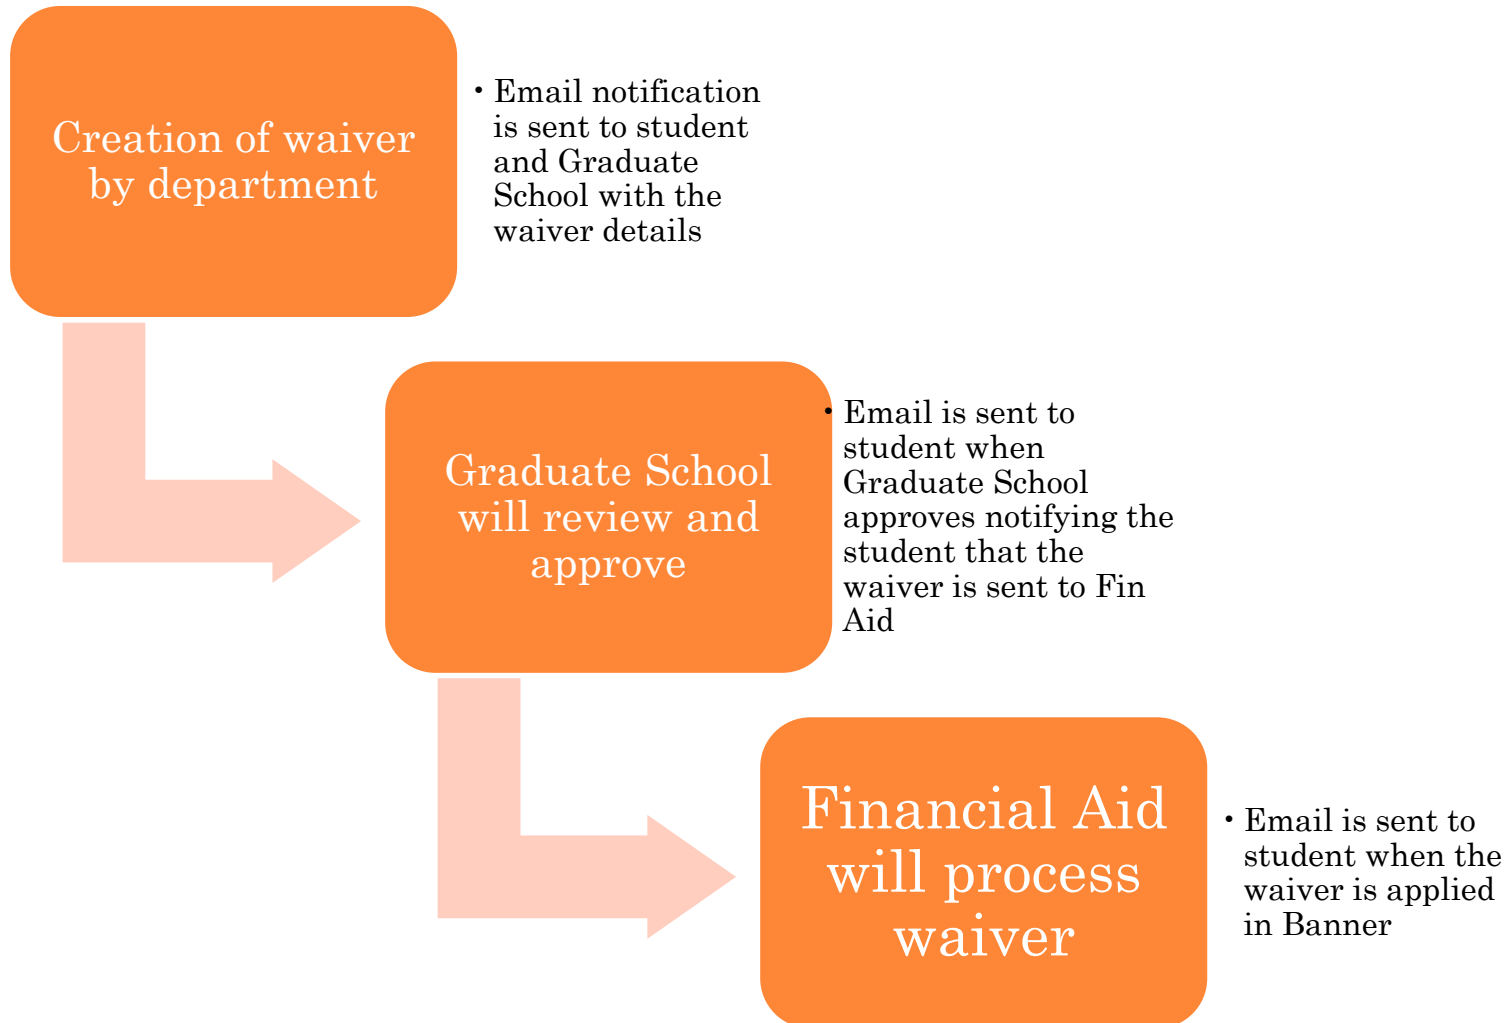 Creation of waiver
by department
• Email notification
is sent to student
and Graduate
School with the
waiver details
Graduate School
will review and
approve
• Email is sent to
student when
Graduate School
approves notifying the
student that the
waiver is sent to Fin
Aid
Financial Aid
will process
waiver
• Email is sent to
student when the
waiver is applied
in Banner